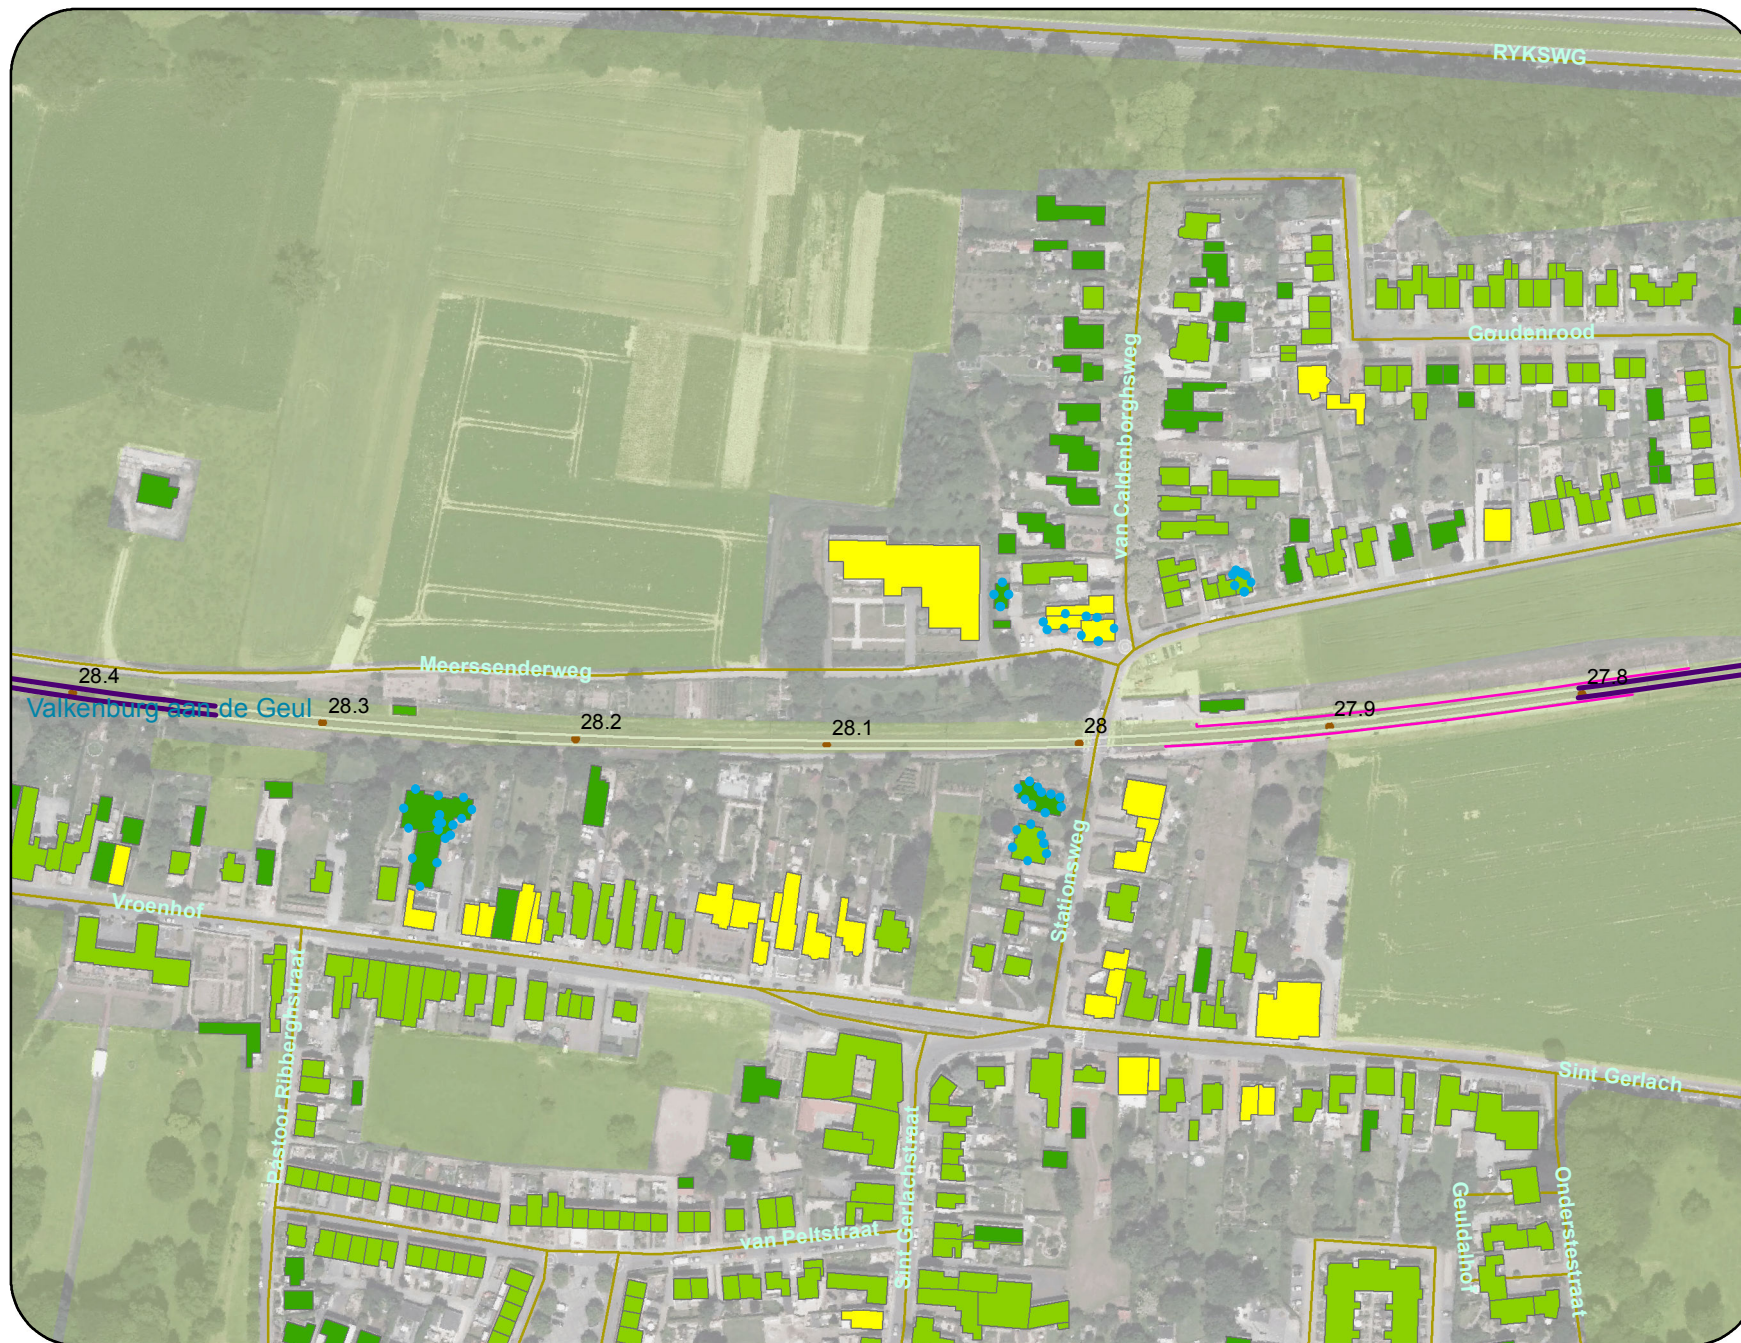 RYKSWG
Goudenrood
van Caldenborghsweg
Meerssenderweg
28.4
27.8
Valkenburg aan de Geul
28.3
27.9
28.2
28.1
28
Stationsweg
Vroenhof
Pastoor Ribberghstraat
Sint Gerlach
Sint Gerlachstraat
van Peltstraat
Geuldalhof
Onderstestraat